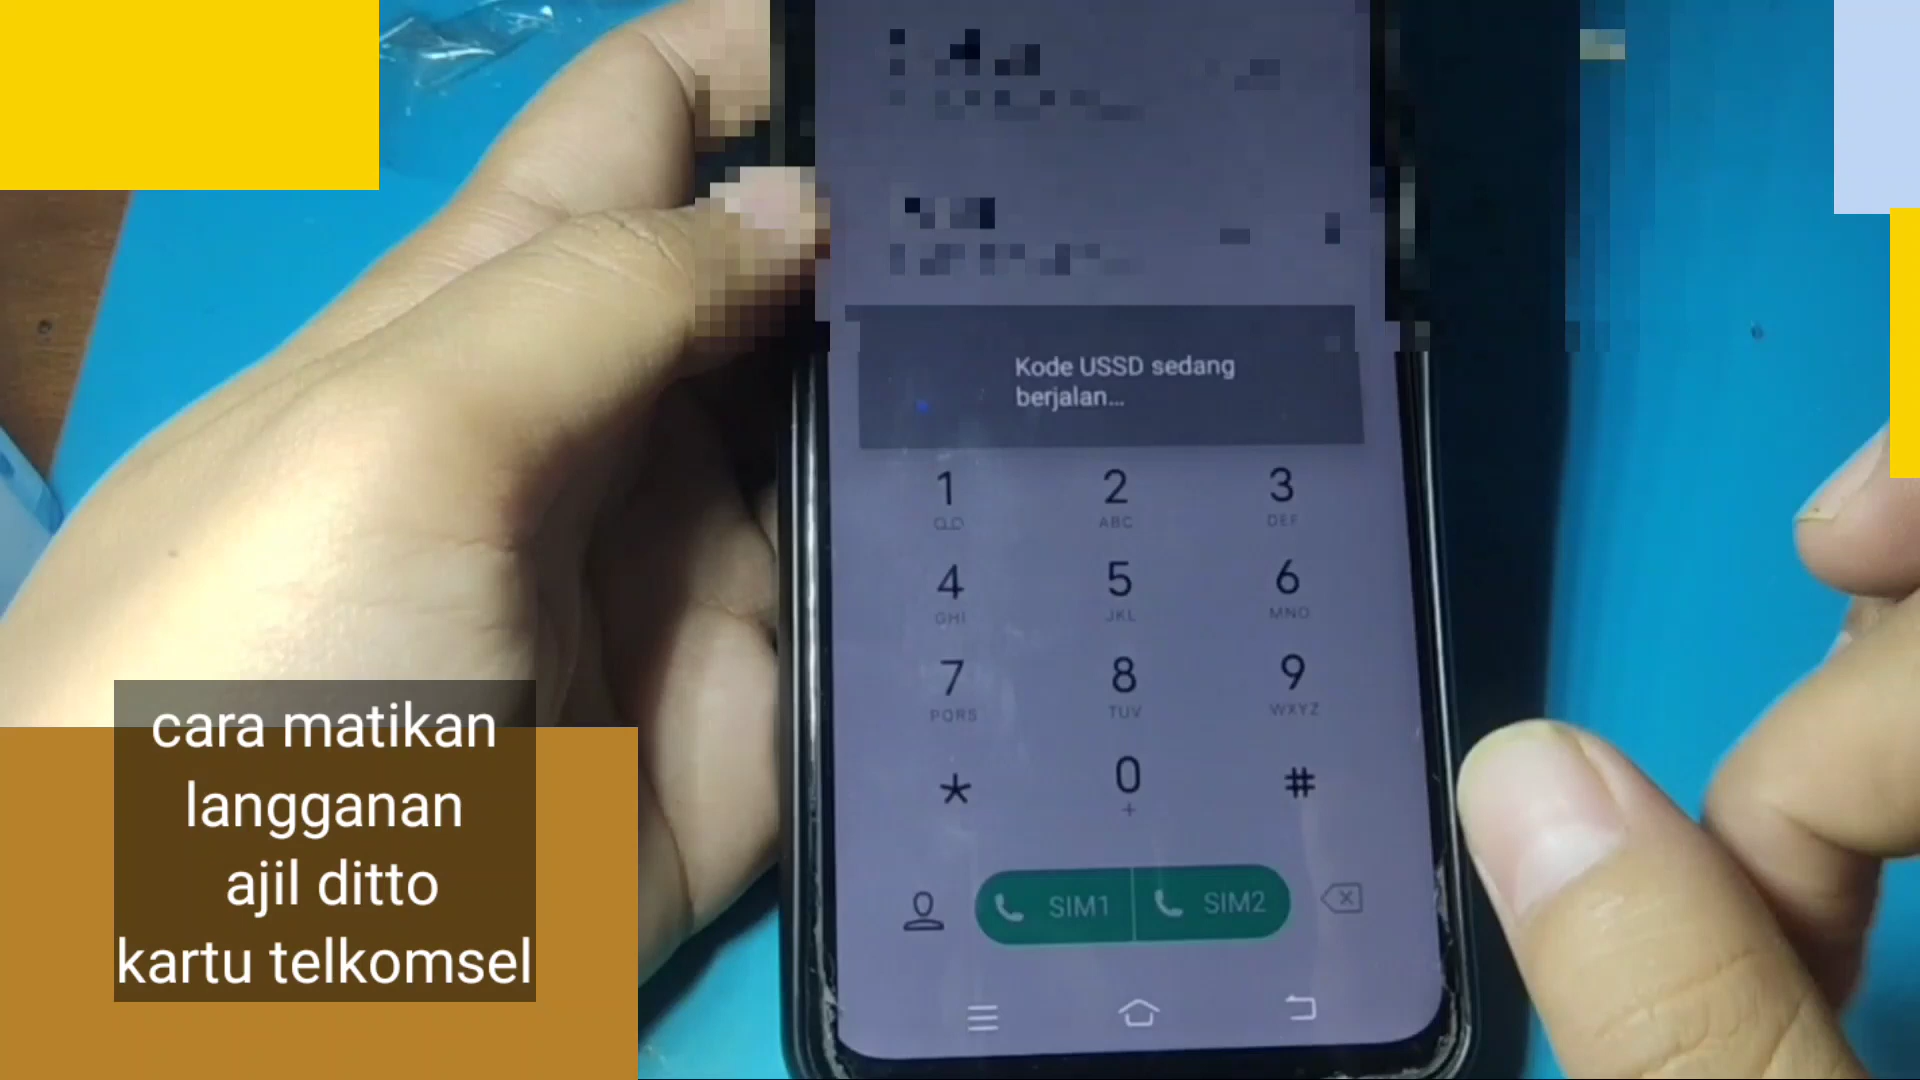 Kode USSD sedang
berjalan...
1
2
ABC
3
DEF
4
GHI
5
JKL
6
MNO
7
PQRS
8
TUV
9
WXYZ
*
0
+
#
SIM1
SIM2
cara matikan
langganan
ajil ditto
kartu telkomsel